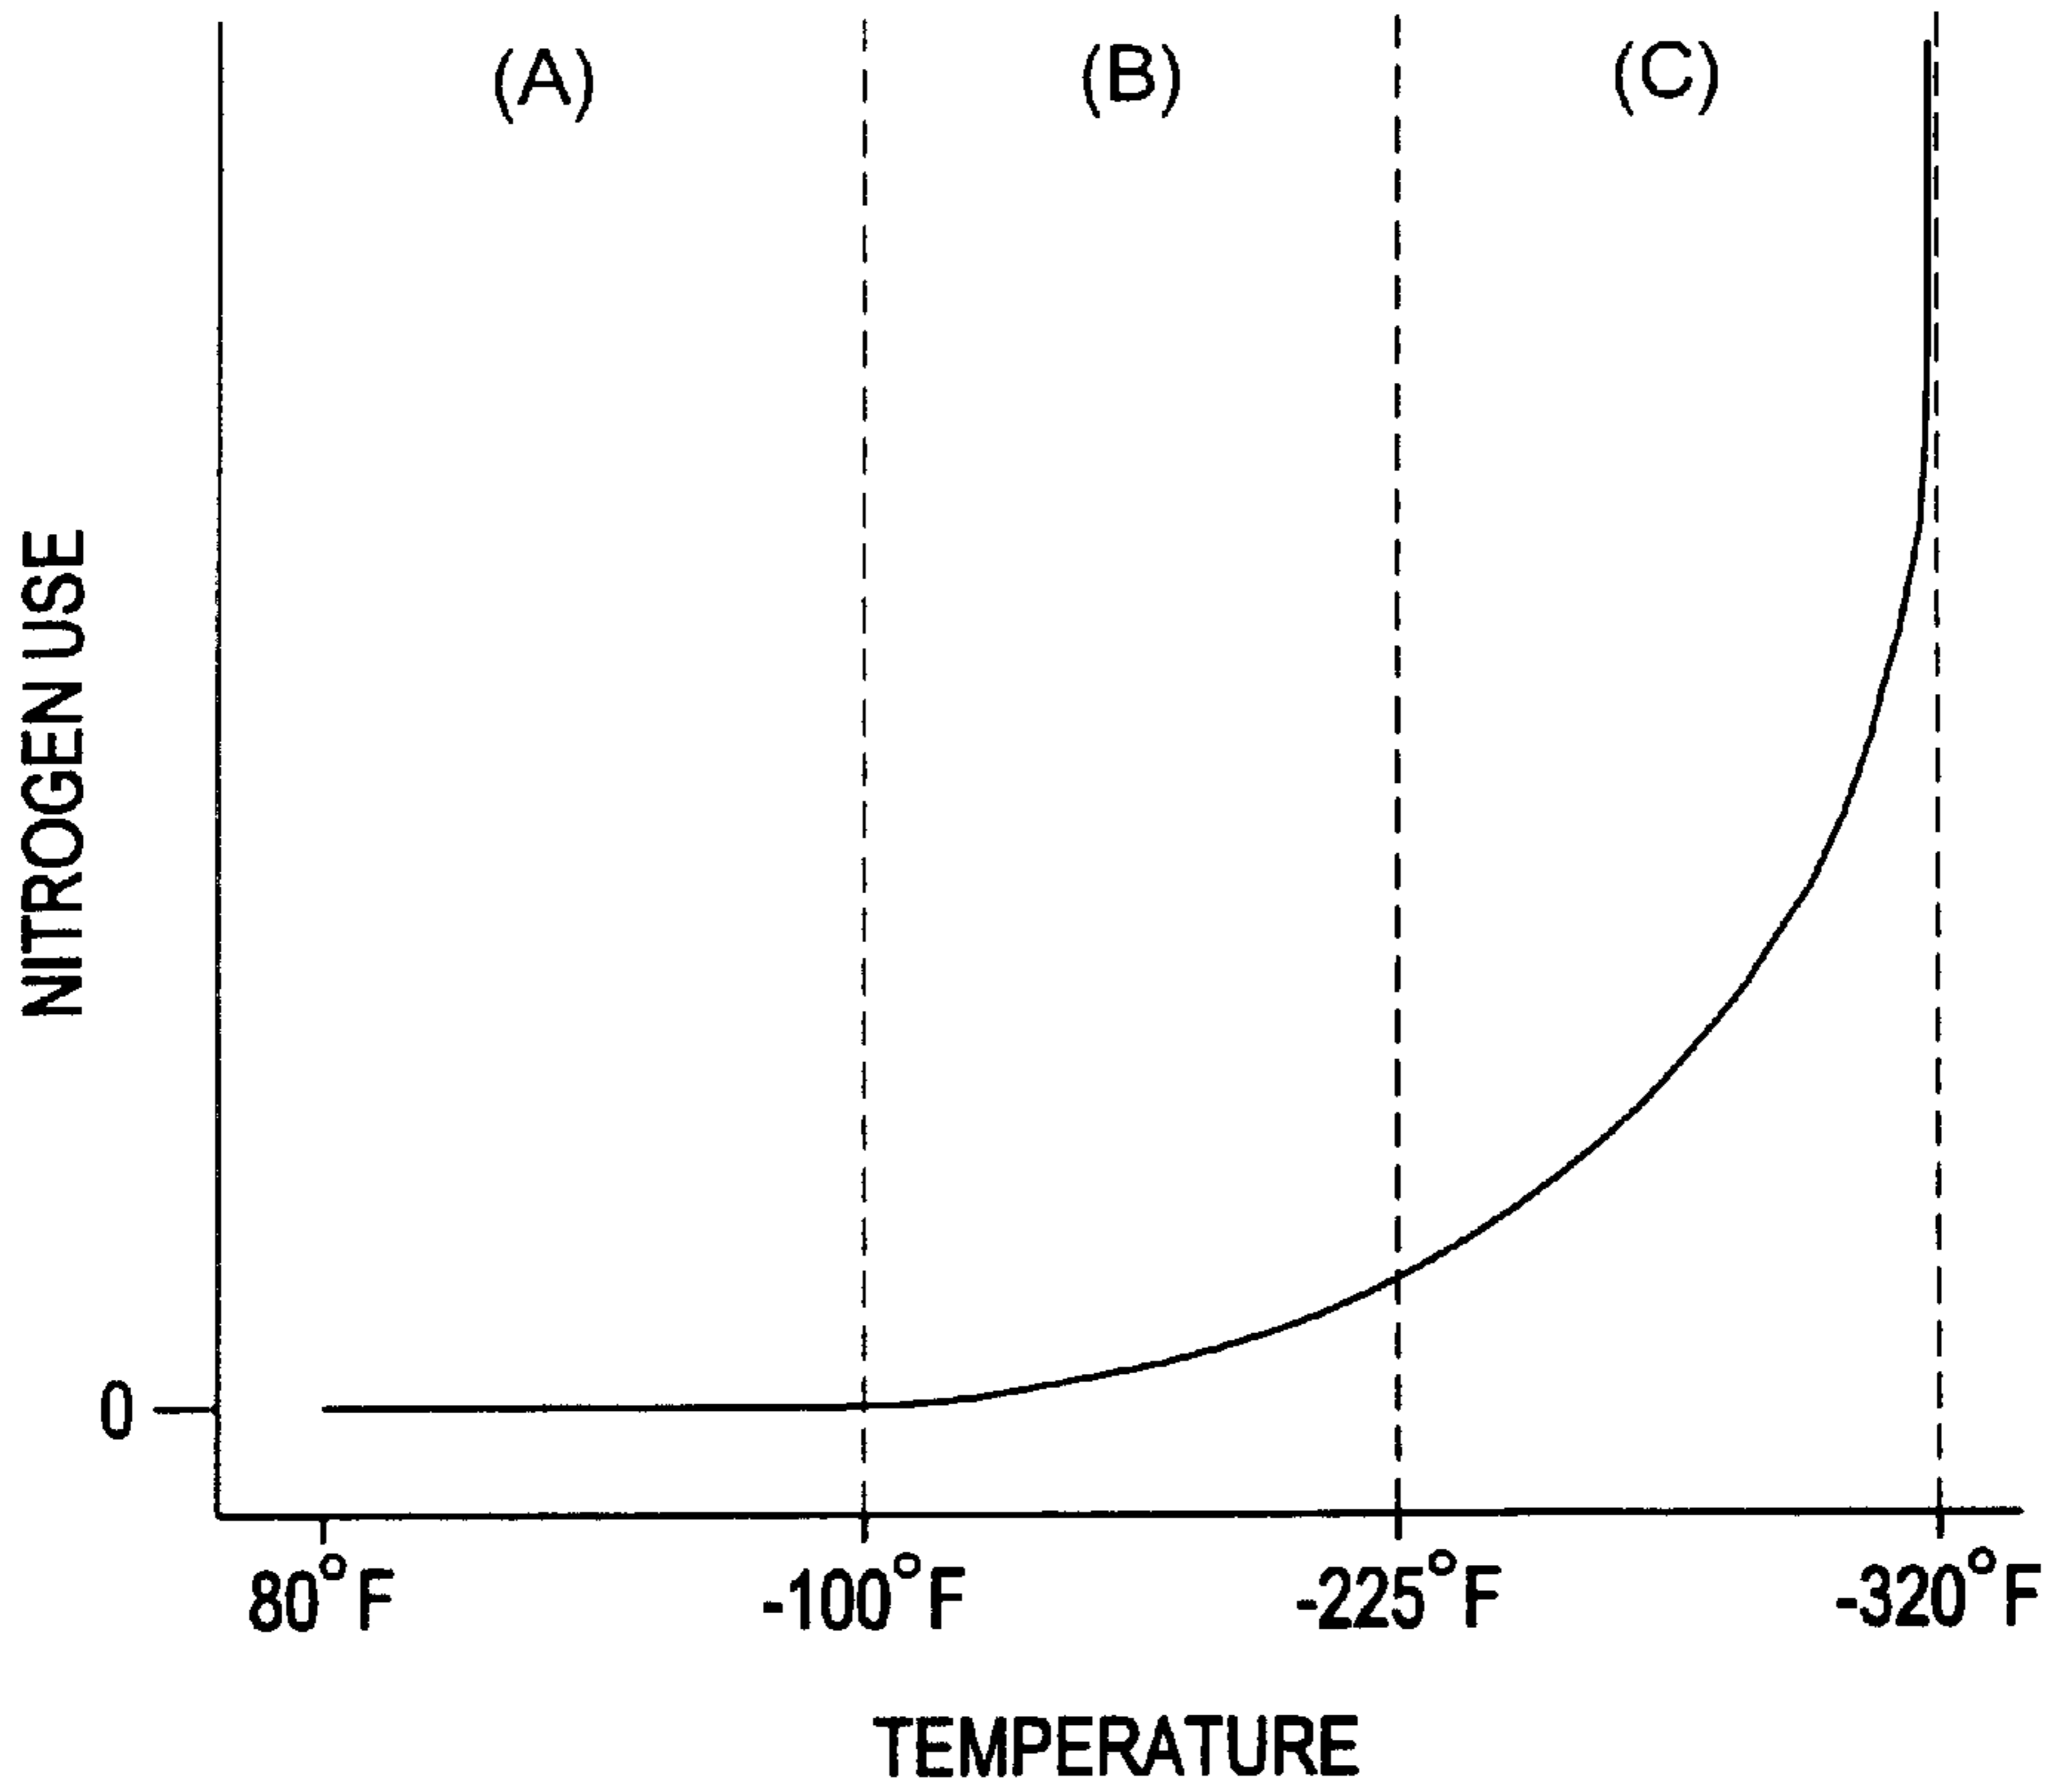 (A)
(B)
(C)
NITROGEN USE
0
80°F
-100°F
-225°F
-320°F
TEMPERATURE